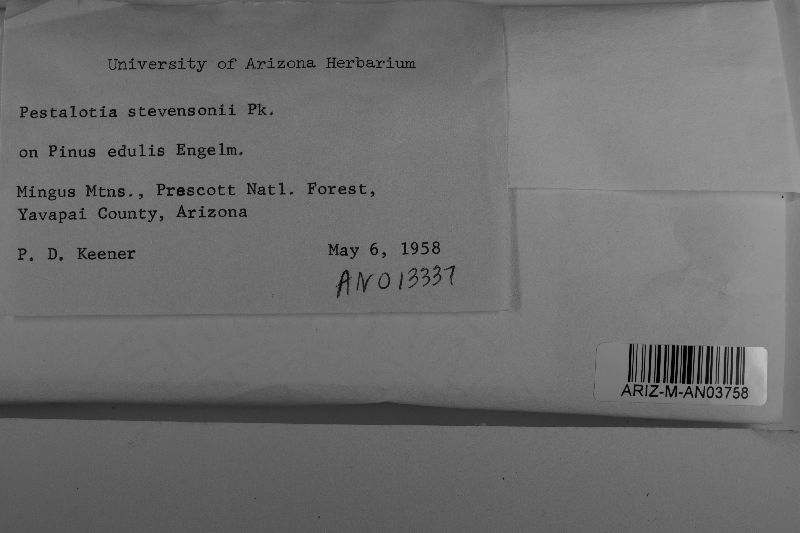 University of Arizona Herbarium
Pestalotia stevensonii Pk.
on Pinus edulis Engelm.
Mingus Mtns., Prescott Natl. Forest,
Yavapai County, Arizona
P. D. Keener May 6, 1958
AN013337
ARIZ-M-AN03758